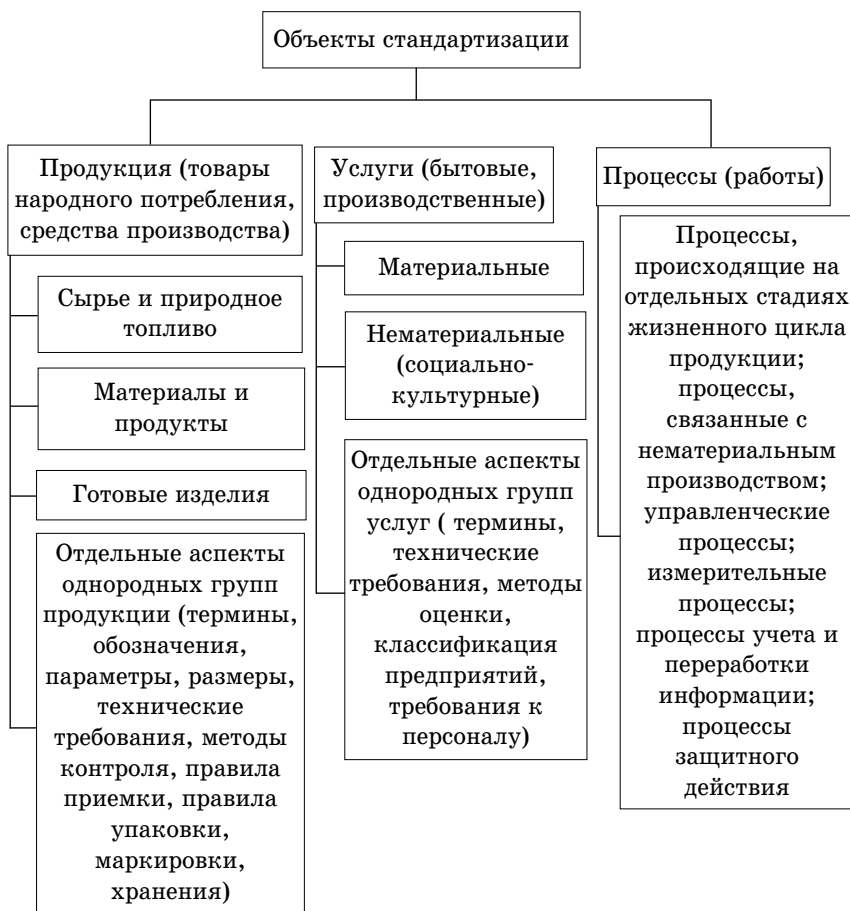 Объекты стандартизации
Продукция (товары
народного потребления,
средства производства)
Сырье и природное
топливо
Материалы и
продукты
Готовые изделия
Отдельные аспекты
однородных групп
продукции (термины,
обозначения,
параметры, размеры,
технические
требования, методы
контроля, правила
приемки, правила
упаковки,
маркировки,
хранения)
Услуги (бытовые,
производственные)
Материальные
Нематериальные
(социально-
культурные)
Отдельные аспекты
однородных групп
услуг ( термины,
технические
требования, методы
оценки,
классификация
предприятий,
требования к
персоналу)
Процессы (работы)
Процессы,
происходящие на
отдельных стадиях
жизненного цикла
продукции;
процессы,
связанные с
нематериальным
производством;
управленческие
процессы;
измерительные
процессы;
процессы учета и
переработки
информации;
процессы
защитного
действия